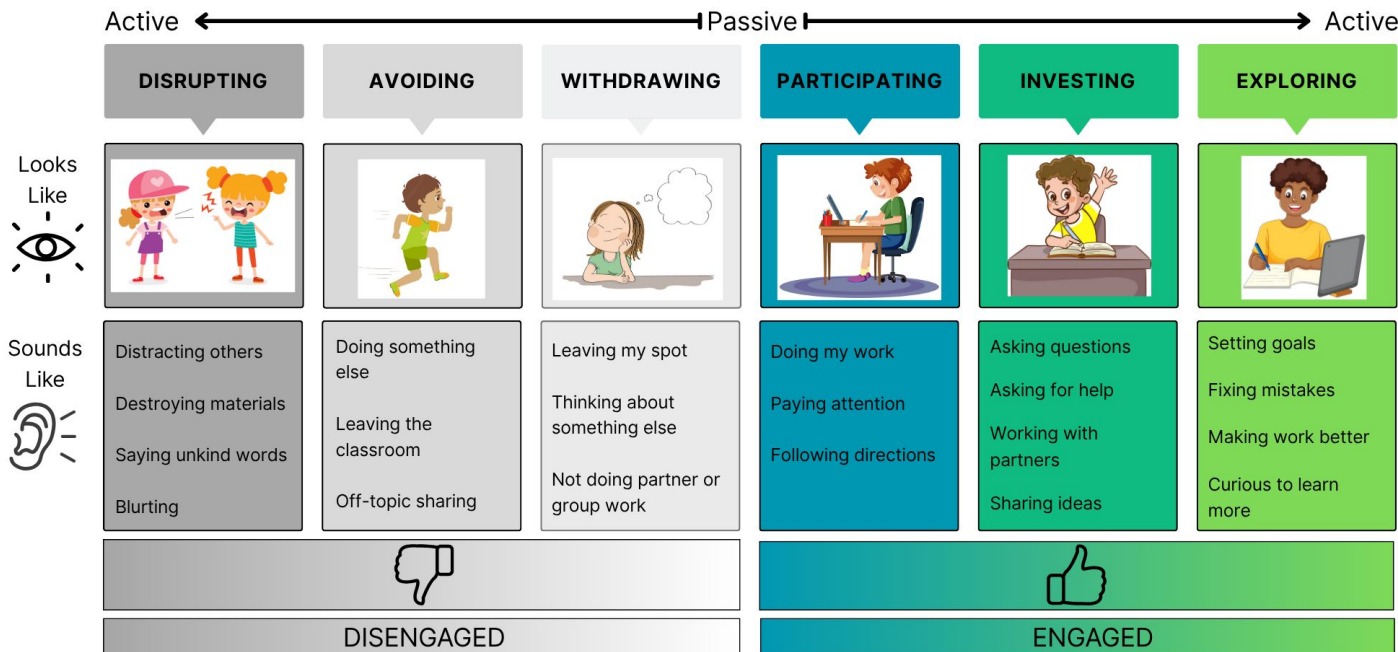 Active Passive Active
DISRUPTING AVOIDING WITHDRAWING PARTICIPATING INVESTING EXPLORING
Looks
Like
Sounds
Like
Distracting others
Destroying materials
Saying unkind words
Blurting
Doing something
else
Leaving the
classroom
Off-topic sharing
Leaving my spot
Thinking about
something else
Not doing partner or
group work
Doing my work
Paying attention
Following directions
Asking questions
Asking for help
Working with
partners
Sharing ideas
Setting goals
Fixing mistakes
Making work better
Curious to learn
more
DISENGAGED ENGAGED